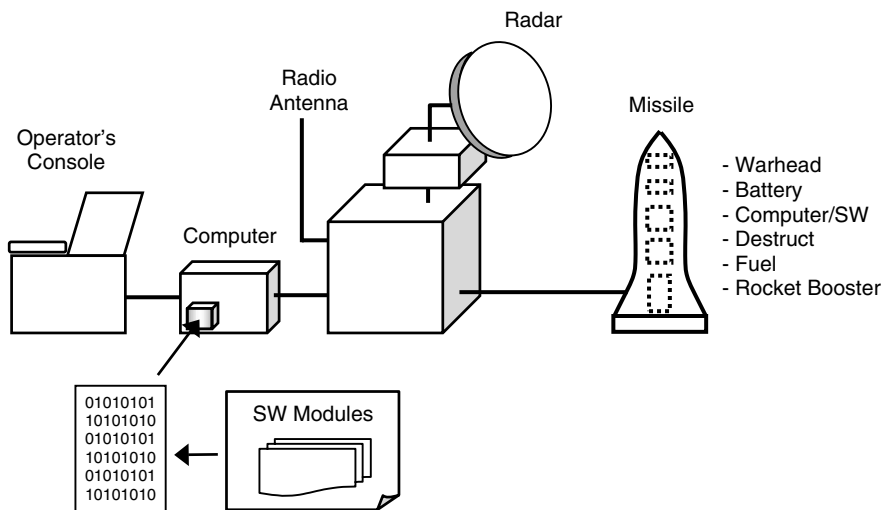 Radar
Radio
Antenna
Missile
Operator's
Console
Computer
- Warhead
- Battery
- Computer/SW
- Destruct
- Fuel
- Rocket Booster
01010101
10101010
01010101
10101010
01010101
10101010
SW Modules